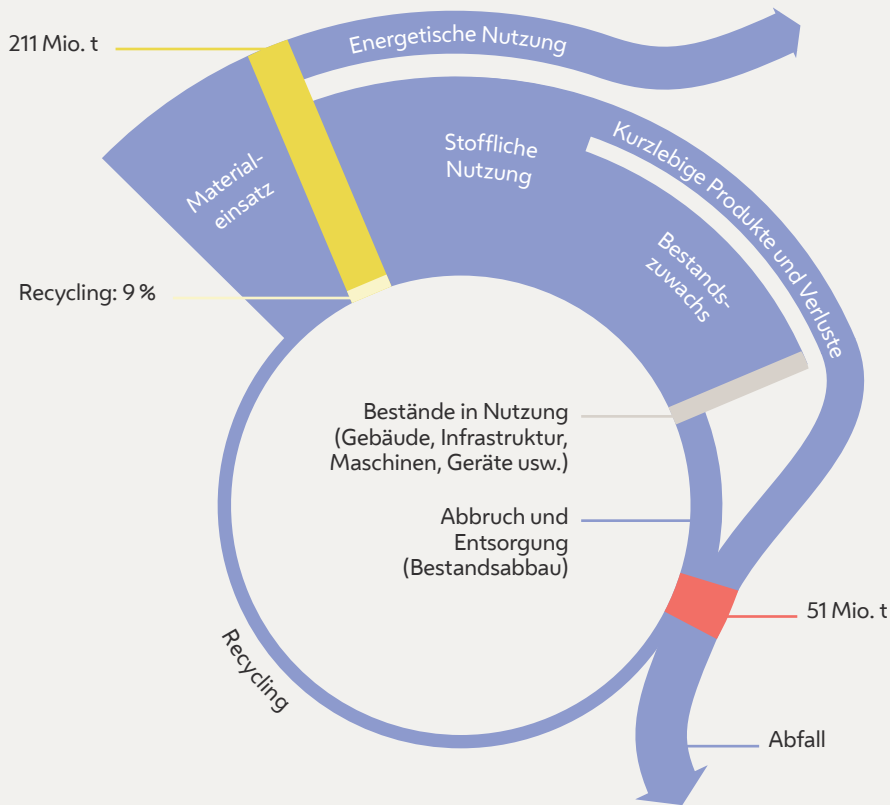 211 Mio. t
Energetische Nutzung
Kurzlebige Produkte und Verluste
Stoffliche
Nutzung
Material-
einsatz
Bestands-
zuwachs
Recycling: 9 %
Bestände in Nutzung
(Gebäude, Infrastruktur,
Maschinen, Geräte usw.)
Abbruch und
Entsorgung
(Bestandsabbau)
51 Mio. t
Recycling
Abfall